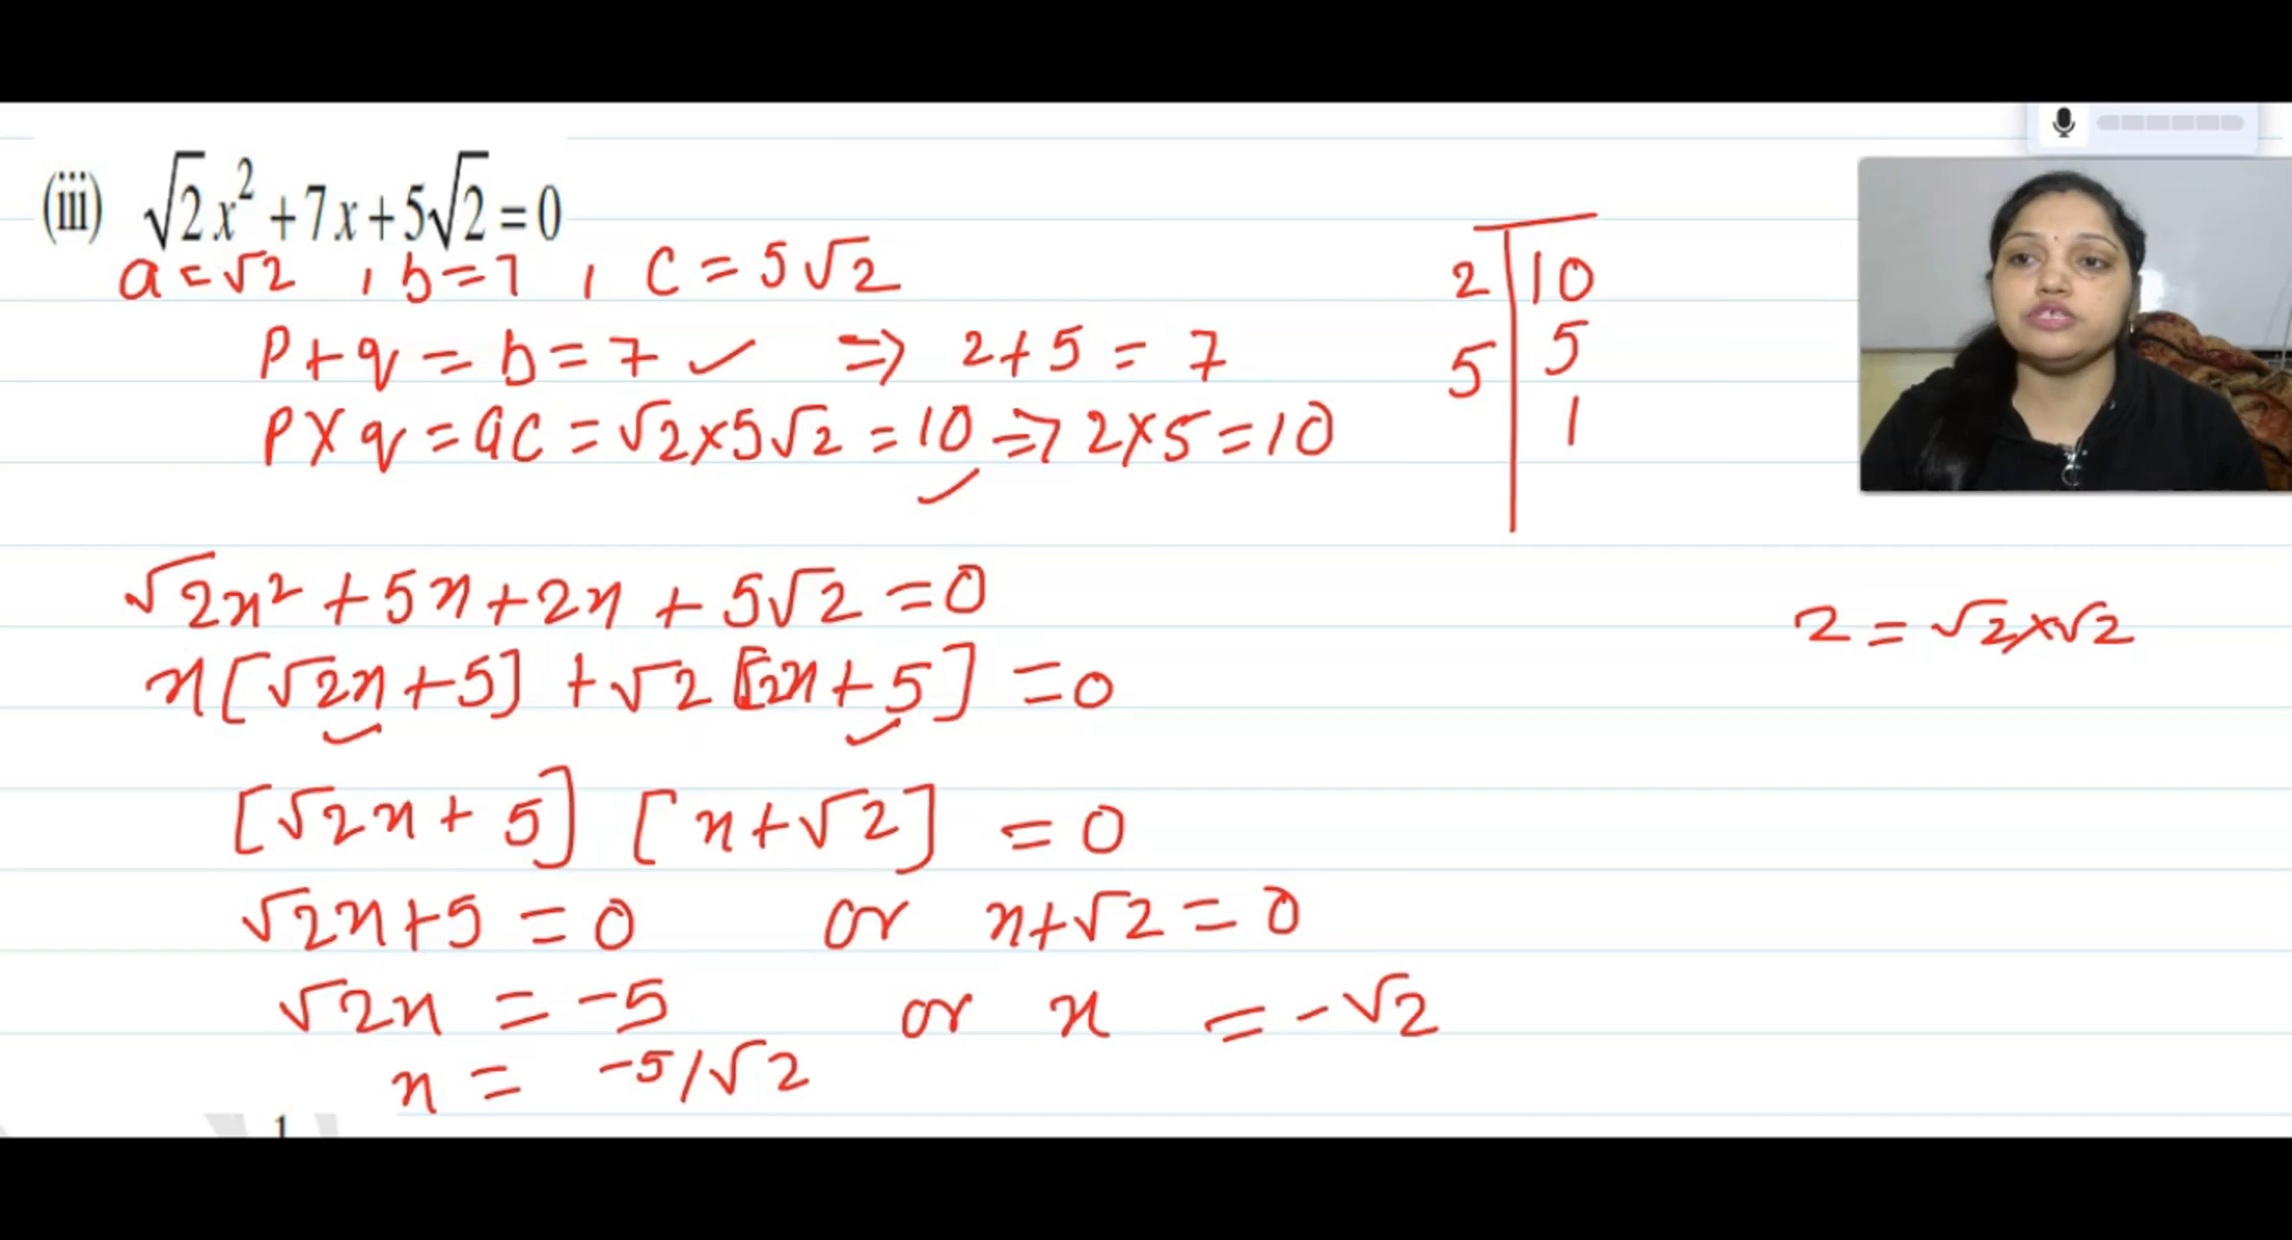 (iii) √2x² + 7x + 5√2 = 0
a = √2 , b = 7 , c = 5√2
P + q = b = 7 ✓ ⇒ 2 + 5 = 7
P × q = ac = √2 × 5√2 = 10 ⇒ 2 × 5 = 10
2 | 10
5 | 5
1
√2x² + 5x + 2x + 5√2 = 0
2 = √2 × √2
x[√2x + 5] + √2[√2x + 5] = 0
[√2x + 5] [x + √2] = 0
√2x + 5 = 0 or x + √2 = 0
√2x = -5 or x = -√2
x = -5/√2
1